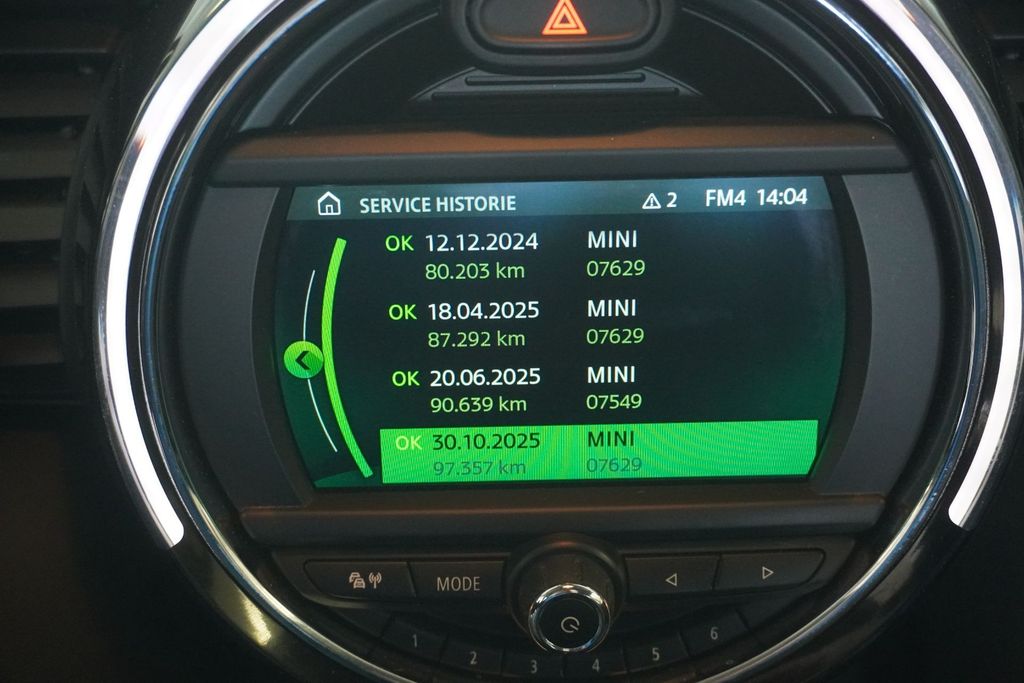 SERVICE HISTORIE 2 FM4 14:04
OK 12.12.2024 MINI
80.203 km 07629
OK 18.04.2025 MINI
87.292 km 07629
OK 20.06.2025 MINI
90.639 km 07549
OK 30.10.2025 MINI
97.357 km 07629
MODE
1 2 3 4 5 6